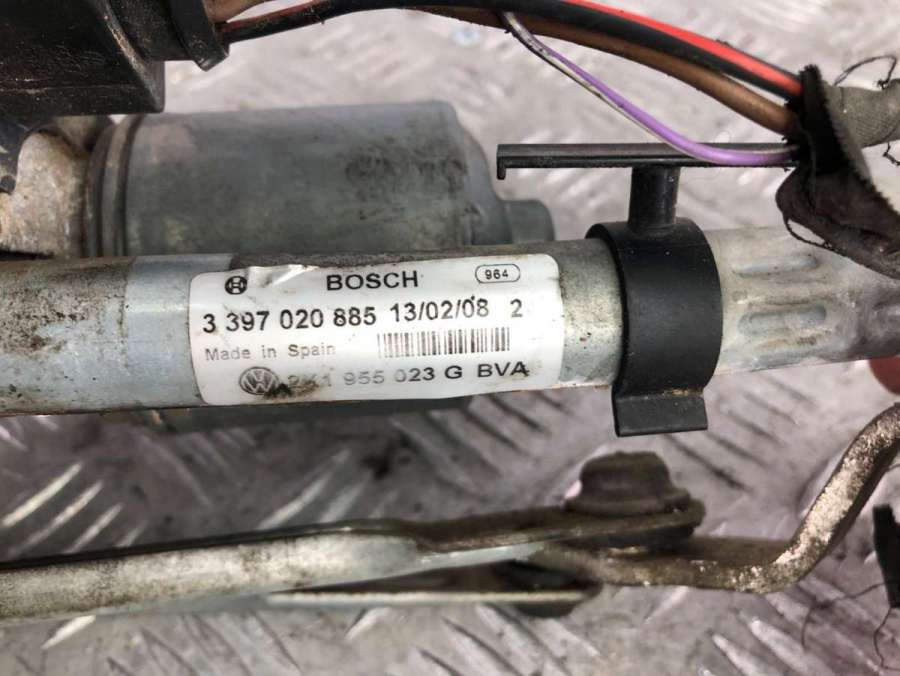 BOSCH 964
3 397 020 885 13/02/08 2
Made in Spain
955 023 G BVA